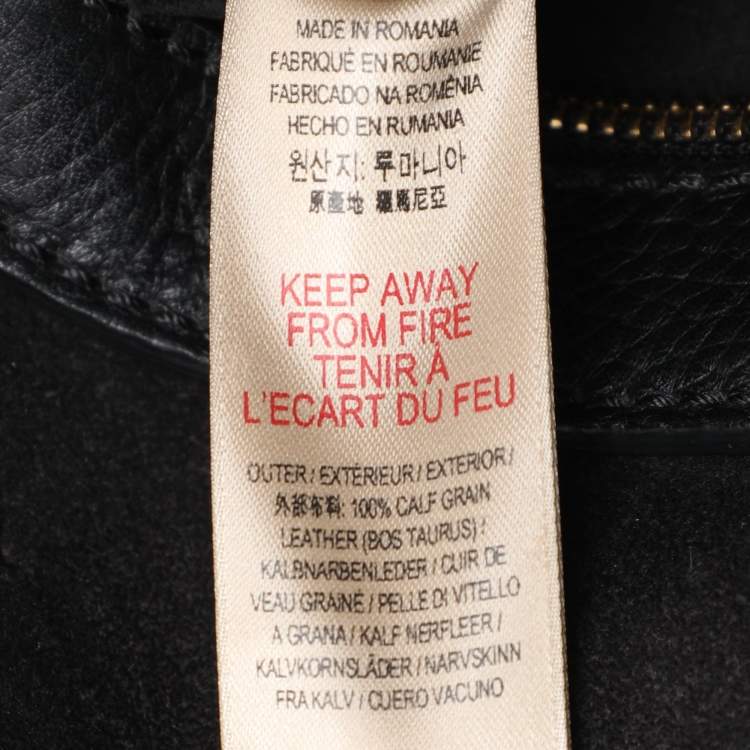 MADE IN ROMANIA
FABRIQUÉ EN ROUMANIE
FABRICADO NA ROMÉNIA
HECHO EN RUMANIA
원산지: 루마니아
原產地 羅馬尼亞
KEEP AWAY
FROM FIRE
TENIR À
L'ECART DU FEU
OUTER / EXTÉRIEUR / EXTERIOR /
外部布料: 100% CALF GRAIN
LEATHER (BOS TAURUS) /
KALBNARBENLEDER / CUIR DE
VEAU GRAINÉ / PELLE DI VITELLO
A GRANA / KALF NERFLEER /
KALVKORNSLÄDER / NARVSKINN
FRA KALV / CUERO VACUNO